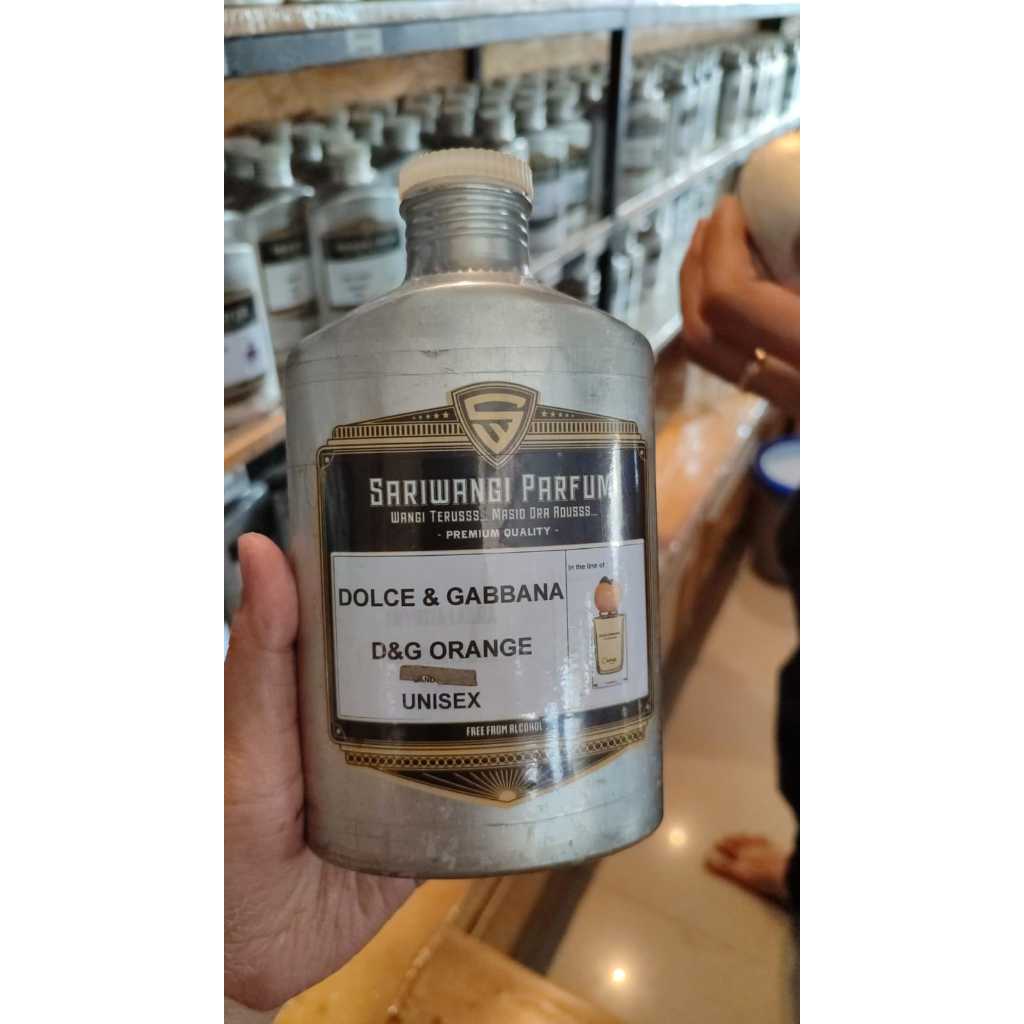 SARIWANGI PARFUM
WANGI TERUSSS... MASIO ORA ADUSSS...
- PREMIUM QUALITY -
In the line of
DOLCE & GABBANA
D&G ORANGE
UNISEX
FREE FROM ALCOHOL